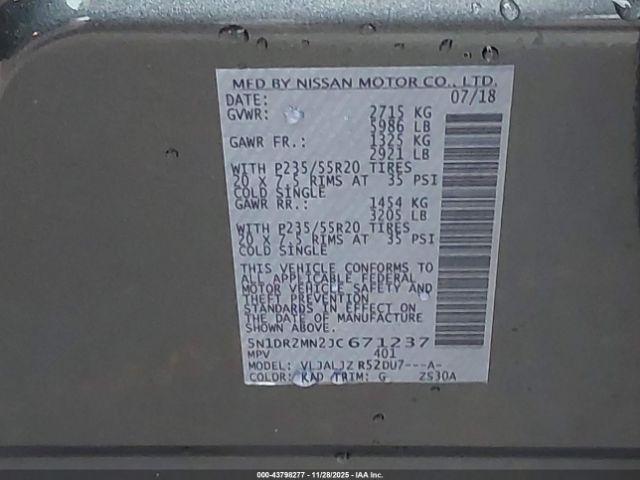 MFD BY NISSAN MOTOR CO., LTD.
DATE: 07/18
GVWR: 2715 KG
5986 LB
GAWR FR.: 1325 KG
2921 LB
WITH P235/55R20 TIRES
20 X 7.5 RIMS AT 35 PSI
COLD SINGLE
GAWR RR.: 1454 KG
3205 LB
WITH P235/55R20 TIRES
20 X 7.5 RIMS AT 35 PSI
COLD SINGLE
THIS VEHICLE CONFORMS TO
ALL APPLICABLE FEDERAL
MOTOR VEHICLE SAFETY AND
THEFT PREVENTION
STANDARDS IN EFFECT ON
THE DATE OF MANUFACTURE
SHOWN ABOVE.
5N1DR2MN2JC671237
MPV 401
MODEL: VLJALJZ R52DU7---A-
COLOR: KAD TRIM: G ZS30A
000-43798277 - 11/28/2025 - IAA Inc.